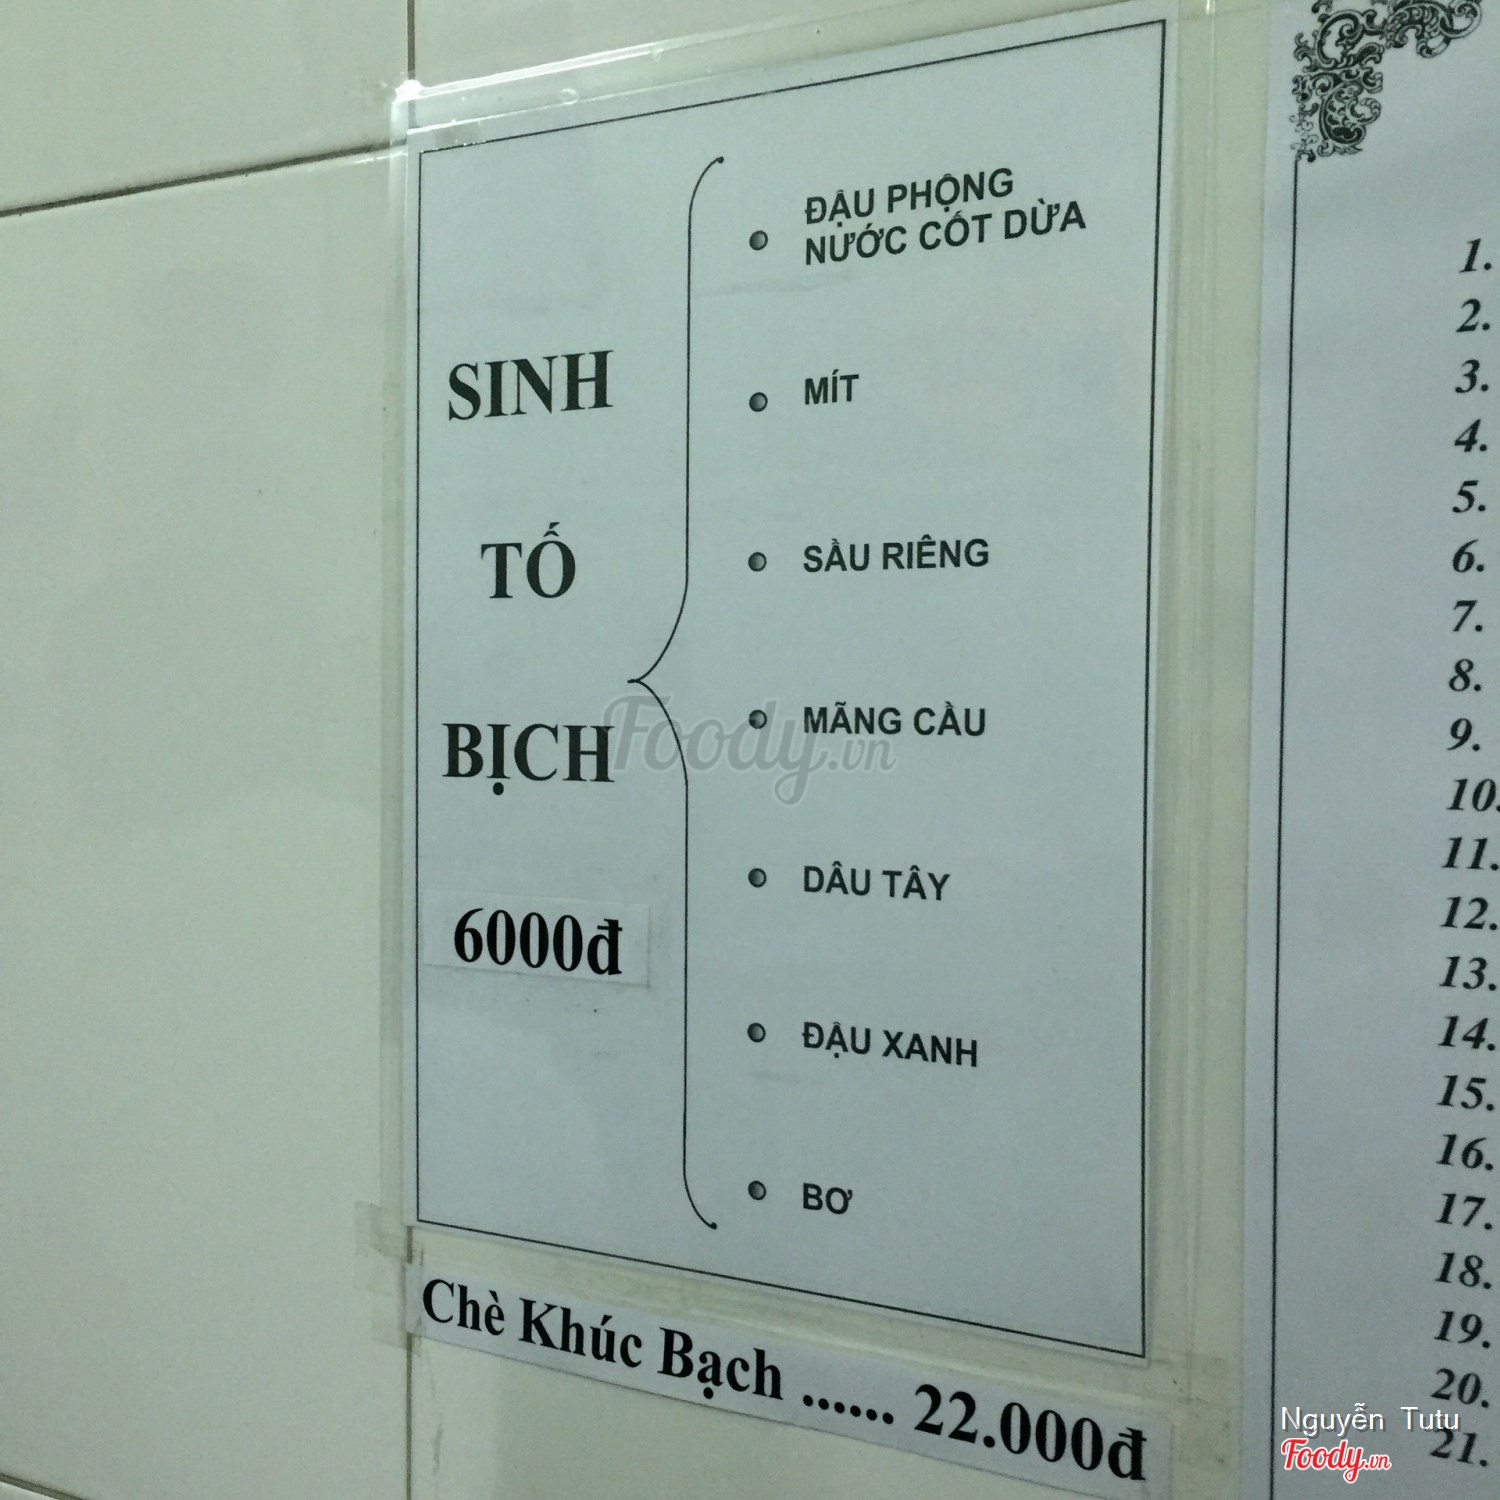 SINH
TỐ
BỊCH
6000đ
ĐẬU PHỘNG
NƯỚC CỐT DỪA
MÍT
SẦU RIÊNG
MÃNG CẦU
DÂU TÂY
ĐẬU XANH
BƠ
Chè Khúc Bạch ...... 22.000đ
1.
2.
3.
4.
5.
6.
7.
8.
9.
10.
11.
12.
13.
14.
15.
16.
17.
18.
19.
20.
21.
Foody.vn
Nguyễn Tutu
Foody.vn